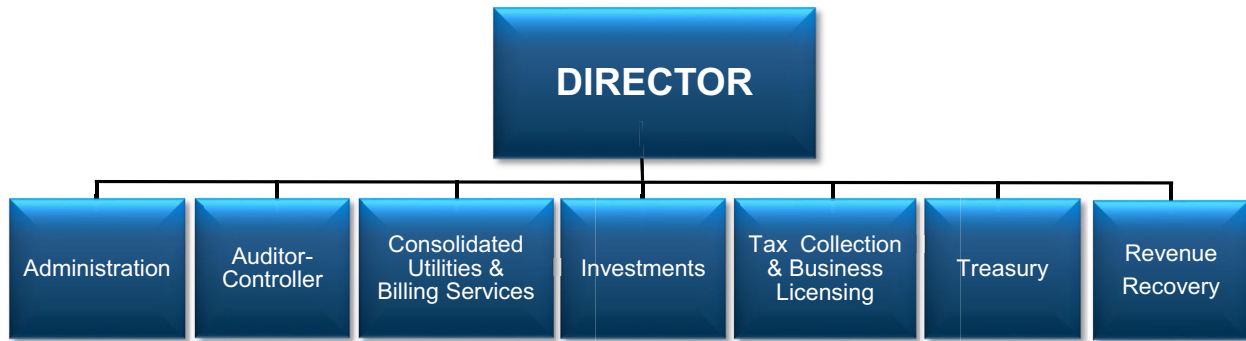 DIRECTOR
Administration
Auditor-
Controller
Consolidated
Utilities &
Billing Services
Investments
Tax Collection
& Business
Licensing
Treasury
Revenue
Recovery